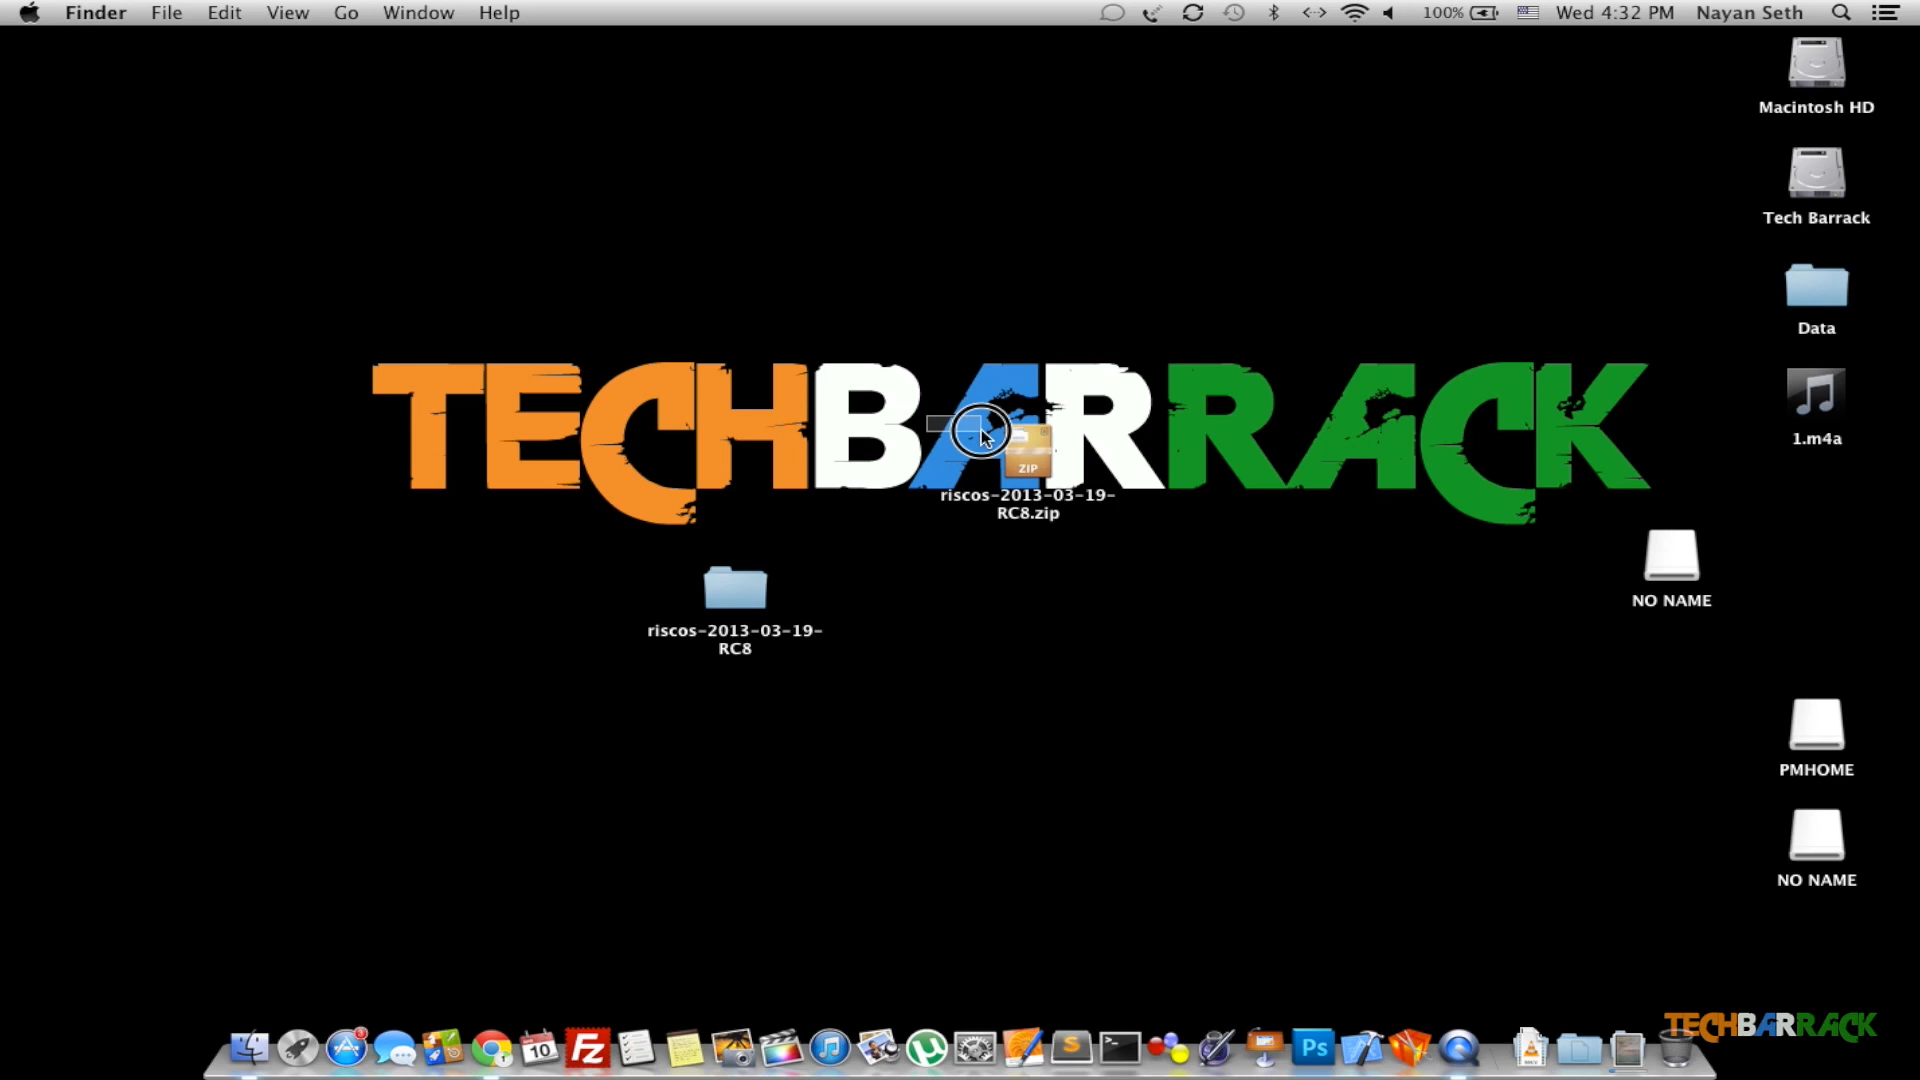 Finder File Edit View Go Window Help 100% Wed 4:32 PM Nayan Seth
Macintosh HD
Tech Barrack
Data
1.m4a
TECHBARRACK
ZIP
riscos-2013-03-19-
RC8.zip
NO NAME
riscos-2013-03-19-
RC8
PMHOME
NO NAME
TECHBARRACK
3
10
Fz
S
Ps